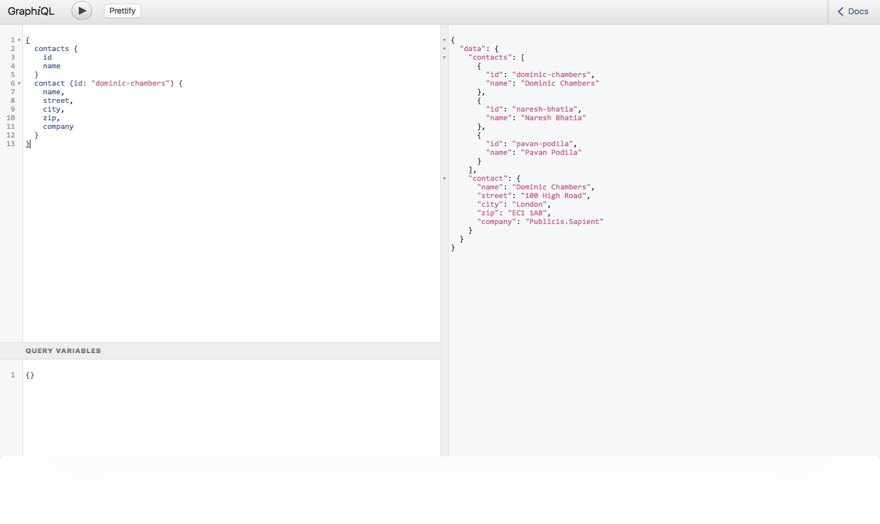 GraphiQL
Prettify
Docs
1 {
2 contacts {
3 id
4 name
5 }
6 contact (id: "dominic-chambers") {
7 name,
8 street,
9 city,
10 zip,
11 company
12 }
13 }
QUERY VARIABLES
1 {}
{
"data": {
"contacts": [
{
"id": "dominic-chambers",
"name": "Dominic Chambers"
},
{
"id": "naresh-bhatia",
"name": "Naresh Bhatia"
},
{
"id": "pavan-podila",
"name": "Pavan Podila"
}
],
"contact": {
"name": "Dominic Chambers",
"street": "100 High Road",
"city": "London",
"zip": "EC1 1AB",
"company": "Publicis.Sapient"
}
}
}